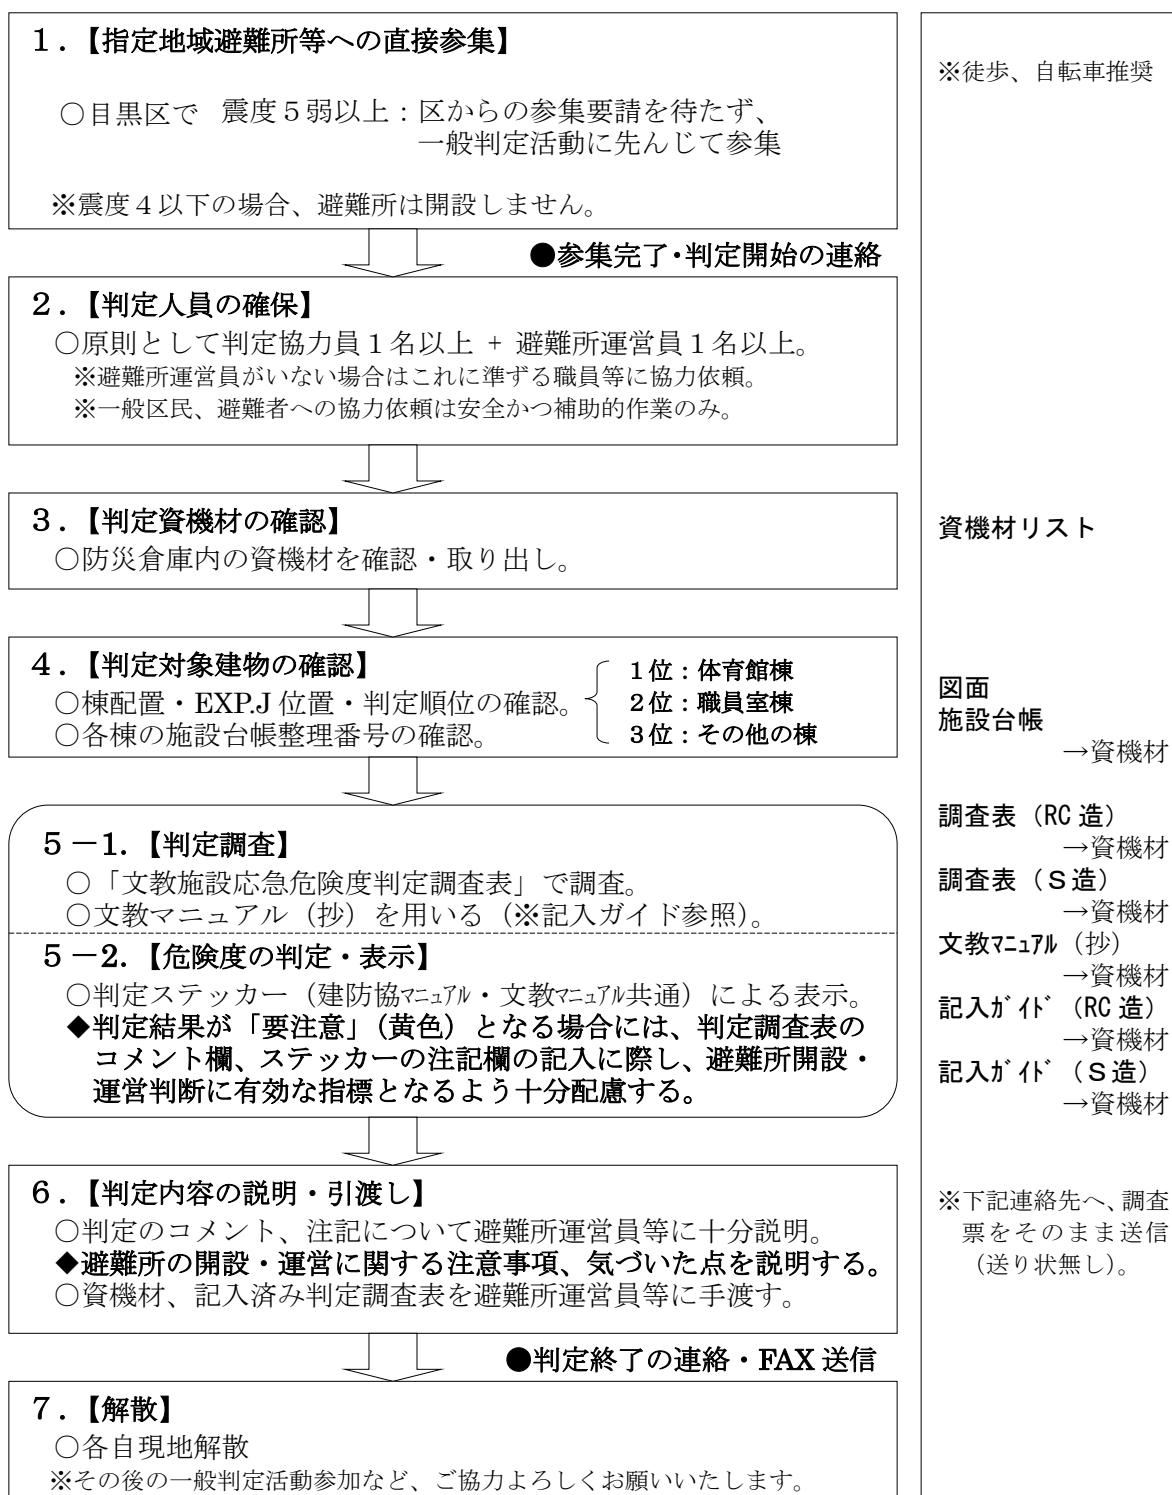 １．【指定地域避難所等への直接参集】
○目黒区で　震度５弱以上：区からの参集要請を待たず、
一般判定活動に先んじて参集
※震度４以下の場合、避難所は開設しません。
※徒歩、自転車推奨
●参集完了・判定開始の連絡
２．【判定人員の確保】
○原則として判定協力員１名以上 + 避難所運営員１名以上。
※避難所運営員がいない場合はこれに準ずる職員等に協力依頼。
※一般区民、避難者への協力依頼は安全かつ補助的作業のみ。
３．【判定資機材の確認】
○防災倉庫内の資機材を確認・取り出し。
資機材リスト
４．【判定対象建物の確認】
○棟配置・EXP.J 位置・判定順位の確認。
○各棟の施設台帳整理番号の確認。
１位：体育館棟
２位：職員室棟
３位：その他の棟
図面
施設台帳
→資機材
５－1.【判定調査】
○「文教施設応急危険度判定調査表」で調査。
○文教マニュアル（抄）を用いる（※記入ガイド参照）。
５－2.【危険度の判定・表示】
○判定ステッカー（建防協ﾏﾆｭｱﾙ・文教ﾏﾆｭｱﾙ共通）による表示。
◆判定結果が「要注意」（黄色）となる場合には、判定調査表の
コメント欄、ステッカーの注記欄の記入に際し、避難所開設・
運営判断に有効な指標となるよう十分配慮する。
調査表（RC 造）
→資機材
調査表（Ｓ造）
→資機材
文教ﾏﾆｭｱﾙ（抄）
→資機材
記入ｶﾞｲﾄﾞ（RC 造）
→資機材
記入ｶﾞｲﾄﾞ（Ｓ造）
→資機材
６．【判定内容の説明・引渡し】
○判定のコメント、注記について避難所運営員等に十分説明。
◆避難所の開設・運営に関する注意事項、気づいた点を説明する。
○資機材、記入済み判定調査表を避難所運営員等に手渡す。
※下記連絡先へ、調査
票をそのまま送信
（送り状無し）。
●判定終了の連絡・FAX 送信
７．【解散】
○各自現地解散
※その後の一般判定活動参加など、ご協力よろしくお願いいたします。